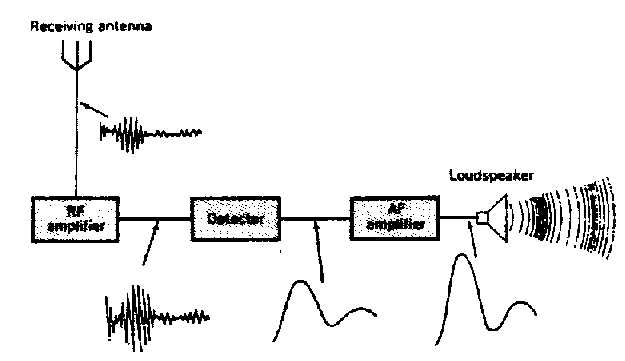 Receiving antenna
Loudspeaker
RF
amplifier
Detector
AF
amplifier